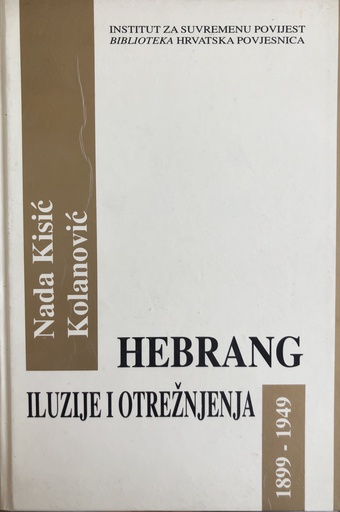 INSTITUT ZA SUVREMENU POVIJEST
BIBLIOTEKA HRVATSKA POVJESNICA
Nada Kisić
Kolanović
HEBRANG
ILUZIJE I OTREŽNJENJA
1899 - 1949